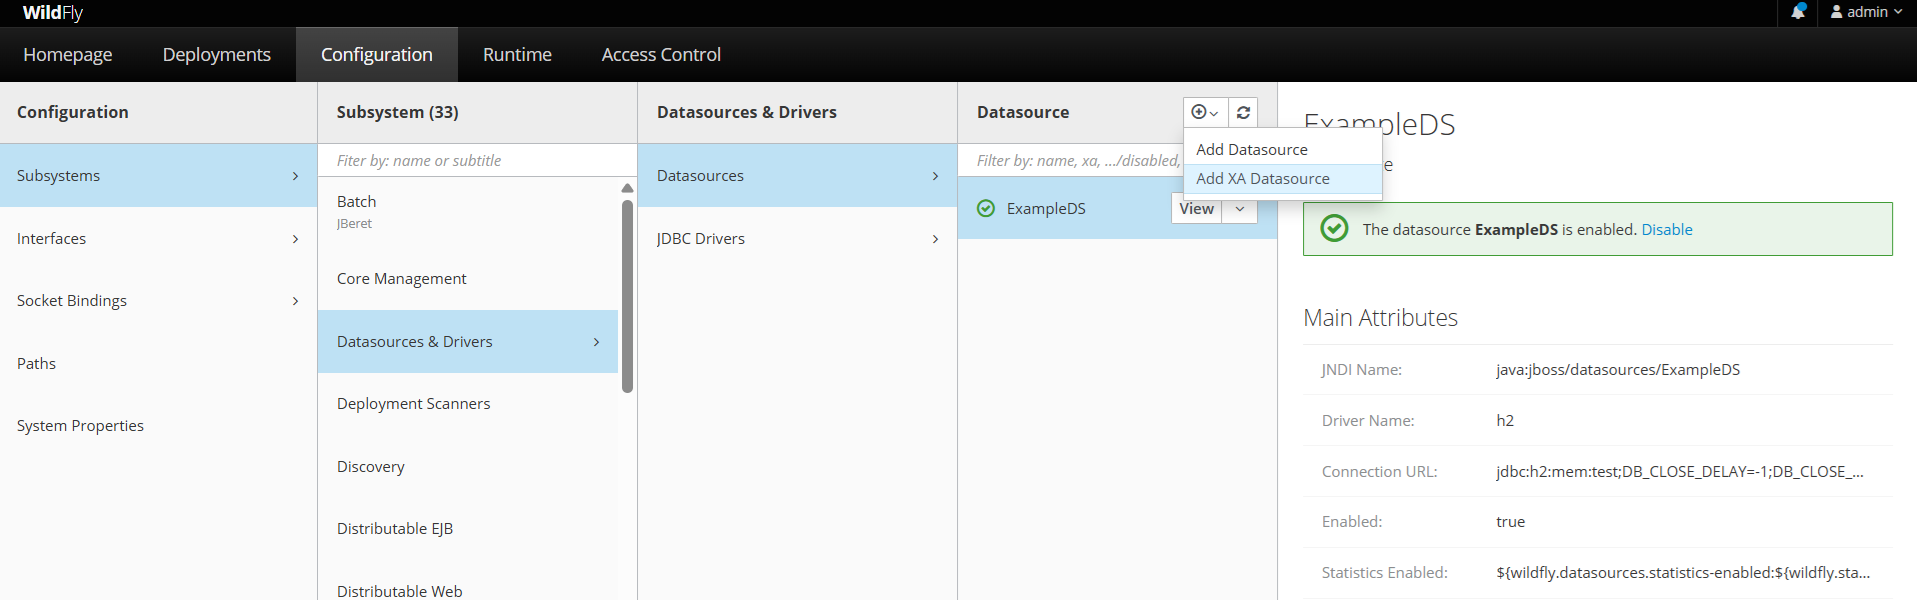 WildFly
admin
Homepage
Deployments
Configuration
Runtime
Access Control
Configuration
Subsystems
Interfaces
Socket Bindings
Paths
System Properties
Subsystem (33)
Fiter by: name or subtitle
Batch
JBeret
Core Management
Datasources & Drivers
Deployment Scanners
Discovery
Distributable EJB
Distributable Web
Datasources & Drivers
Datasources
JDBC Drivers
Datasource
Filter by: name, xa, .../disabled,
Add Datasource
Add XA Datasource
ExampleDS
View
ExampleDS
The datasource ExampleDS is enabled. Disable
Main Attributes
JNDI Name: java:jboss/datasources/ExampleDS
Driver Name: h2
Connection URL: jdbc:h2:mem:test;DB_CLOSE_DELAY=-1;DB_CLOSE_...
Enabled: true
Statistics Enabled: ${wildfly.datasources.statistics-enabled:${wildfly.sta...